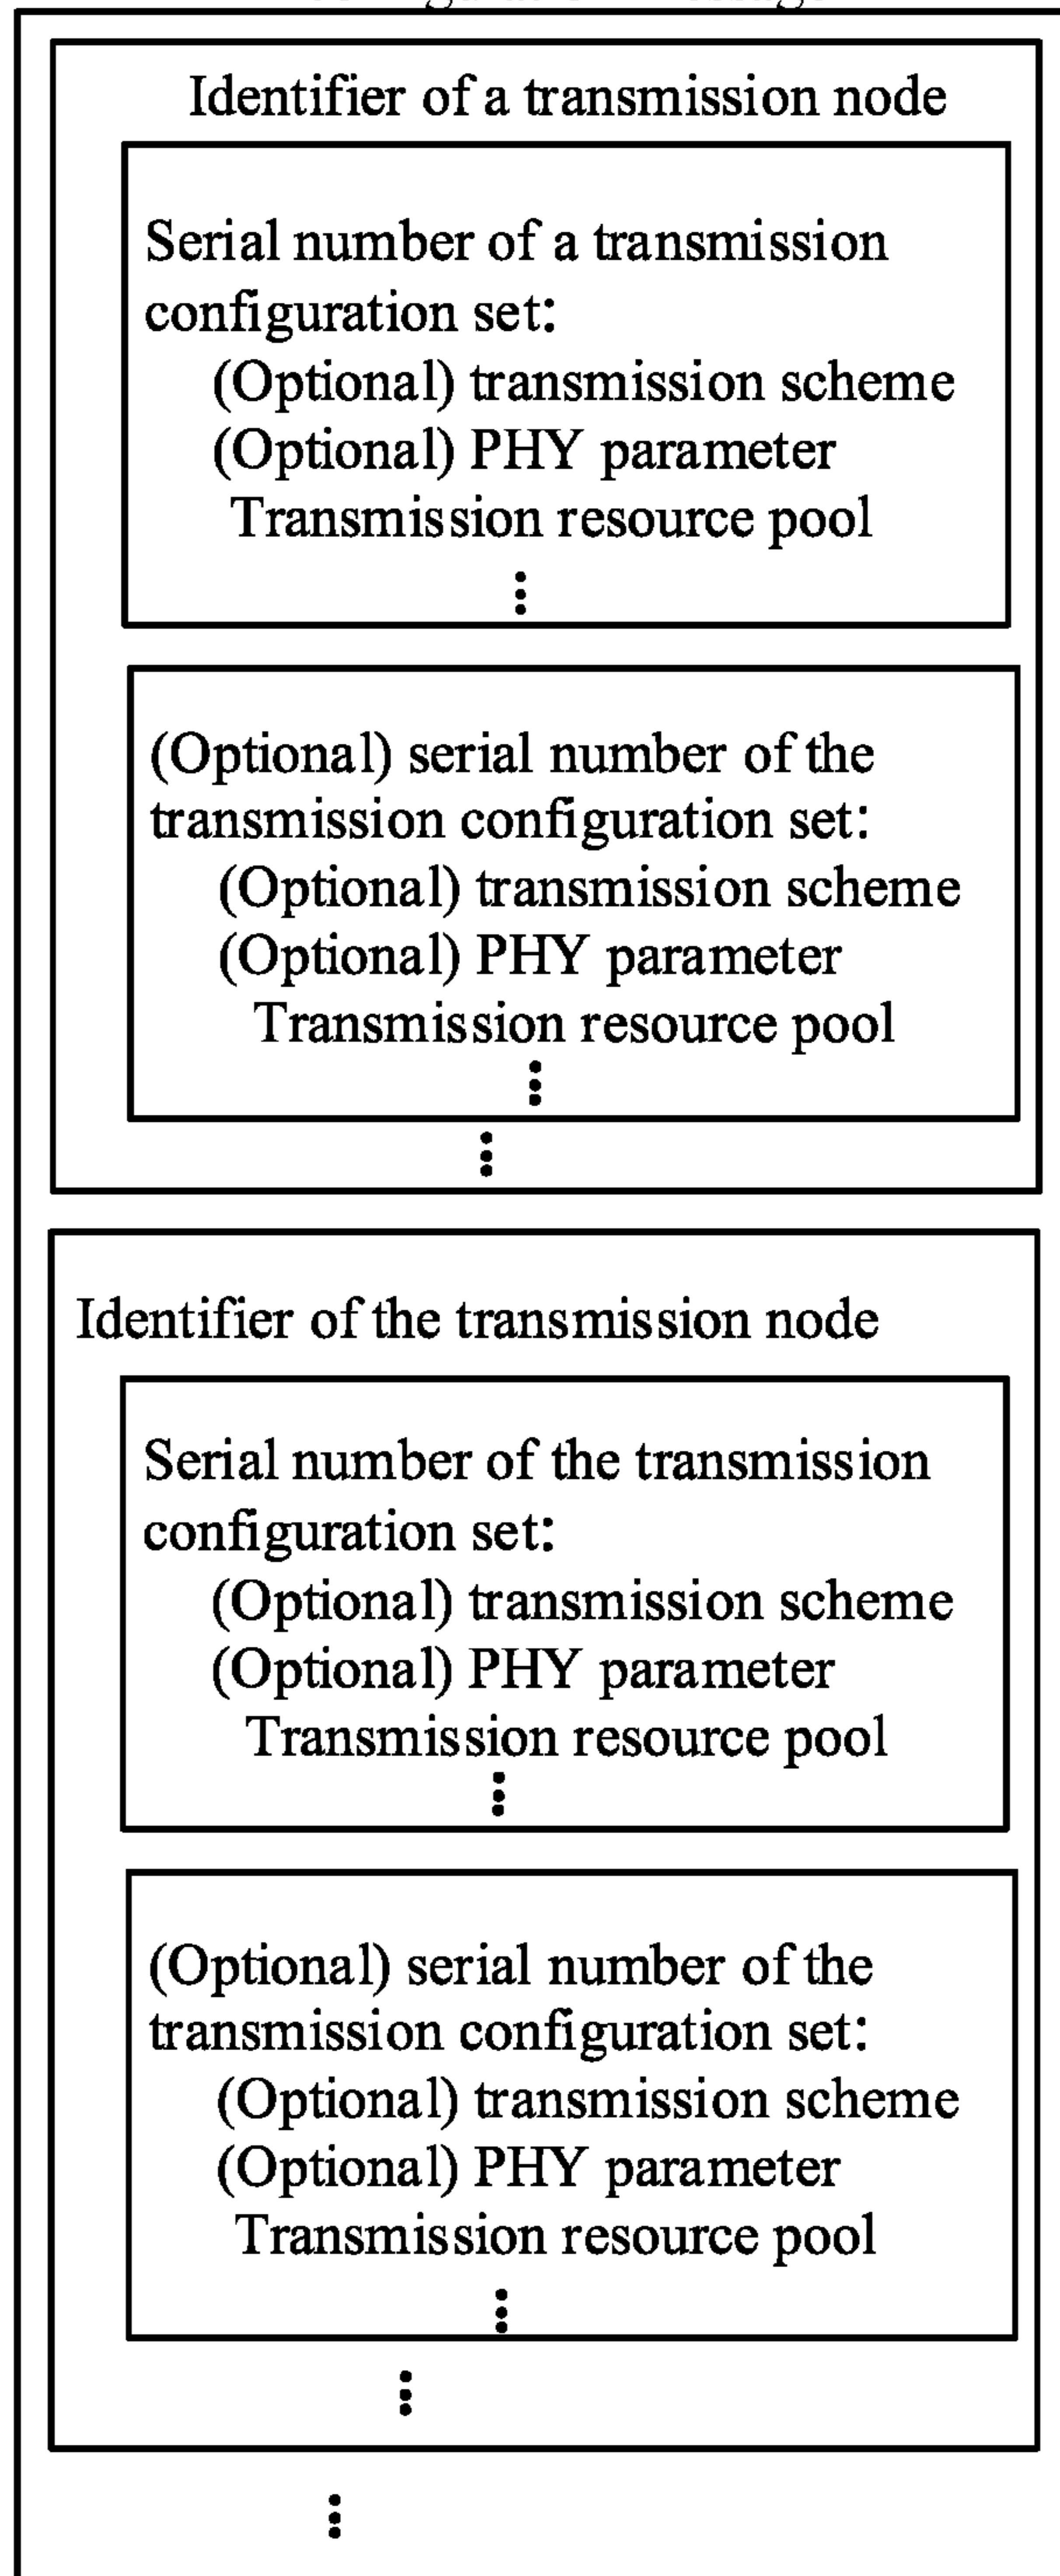 Identifier of a transmission node
Serial number of a transmission
configuration set:
(Optional) transmission scheme
(Optional) PHY parameter
Transmission resource pool
(Optional) serial number of the
transmission configuration set:
(Optional) transmission scheme
(Optional) PHY parameter
Transmission resource pool
Identifier of the transmission node
Serial number of the transmission
configuration set:
(Optional) transmission scheme
(Optional) PHY parameter
Transmission resource pool
(Optional) serial number of the
transmission configuration set:
(Optional) transmission scheme
(Optional) PHY parameter
Transmission resource pool